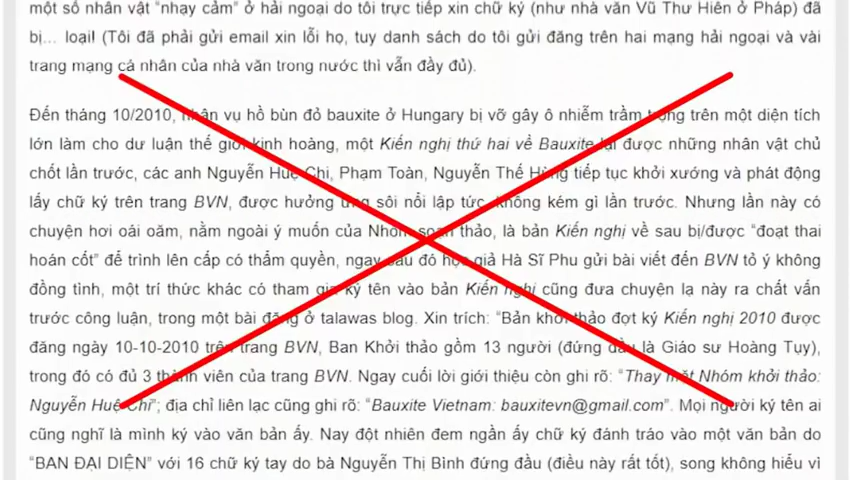 một số nhân vật “nhạy cảm” ở hải ngoại do tôi trực tiếp xin chữ ký (như nhà văn Vũ Thư Hiên ở Pháp) đã
bị... loại! (Tôi đã phải gửi email xin lỗi họ, tuy danh sách do tôi gửi đăng trên hai mạng hải ngoại và vài
trang mạng cá nhân của nhà văn trong nước thì vẫn đầy đủ).
Đến tháng 10/2010, nhân vụ hồ bùn đỏ bauxite ở Hungary bị vỡ gây ô nhiễm trầm trọng trên một diện tích
lớn làm cho dư luận thế giới kinh hoàng, một Kiến nghị thứ hai về Bauxite lại được những nhân vật chủ
chốt lần trước, các anh Nguyễn Huệ Chi, Phạm Toàn, Nguyễn Thế Hùng tiếp tục khởi xướng và phát động
lấy chữ ký trên trang BVN, được hưởng ứng sôi nổi lập tức, không kém gì lần trước. Nhưng lần này có
chuyện hơi oái oăm, nằm ngoài ý muốn của Nhóm soạn thảo, là bản Kiến nghị về sau bị/được “đoạt thai
hoán cốt” để trình lên cấp có thẩm quyền, ngay sau đó học giả Hà Sĩ Phu gửi bài viết đến BVN tỏ ý không
đồng tình, một trí thức khác có tham gia ký tên vào bản Kiến nghị cũng đưa chuyện lạ này ra chất vấn
trước công luận, trong một bài đăng ở talawas blog. Xin trích: “Bản khởi thảo đợt ký Kiến nghị 2010 được
đăng ngày 10-10-2010 trên trang BVN, Ban Khởi thảo gồm 13 người (đứng đầu là Giáo sư Hoàng Tụy),
trong đó có đủ 3 thành viên của trang BVN. Ngay cuối lời giới thiệu còn ghi rõ: “Thay mặt Nhóm khởi thảo:
Nguyễn Huệ Chi”; địa chỉ liên lạc cũng ghi rõ: “Bauxite Vietnam: bauxitevn@gmail.com”. Mọi người ký tên ai
cũng nghĩ là mình ký vào văn bản ấy. Nay đột nhiên đem ngần ấy chữ ký đánh tráo vào một văn bản do
“BAN ĐẠI DIỆN” với 16 chữ ký tay do bà Nguyễn Thị Bình đứng đầu (điều này rất tốt), song không hiểu vì